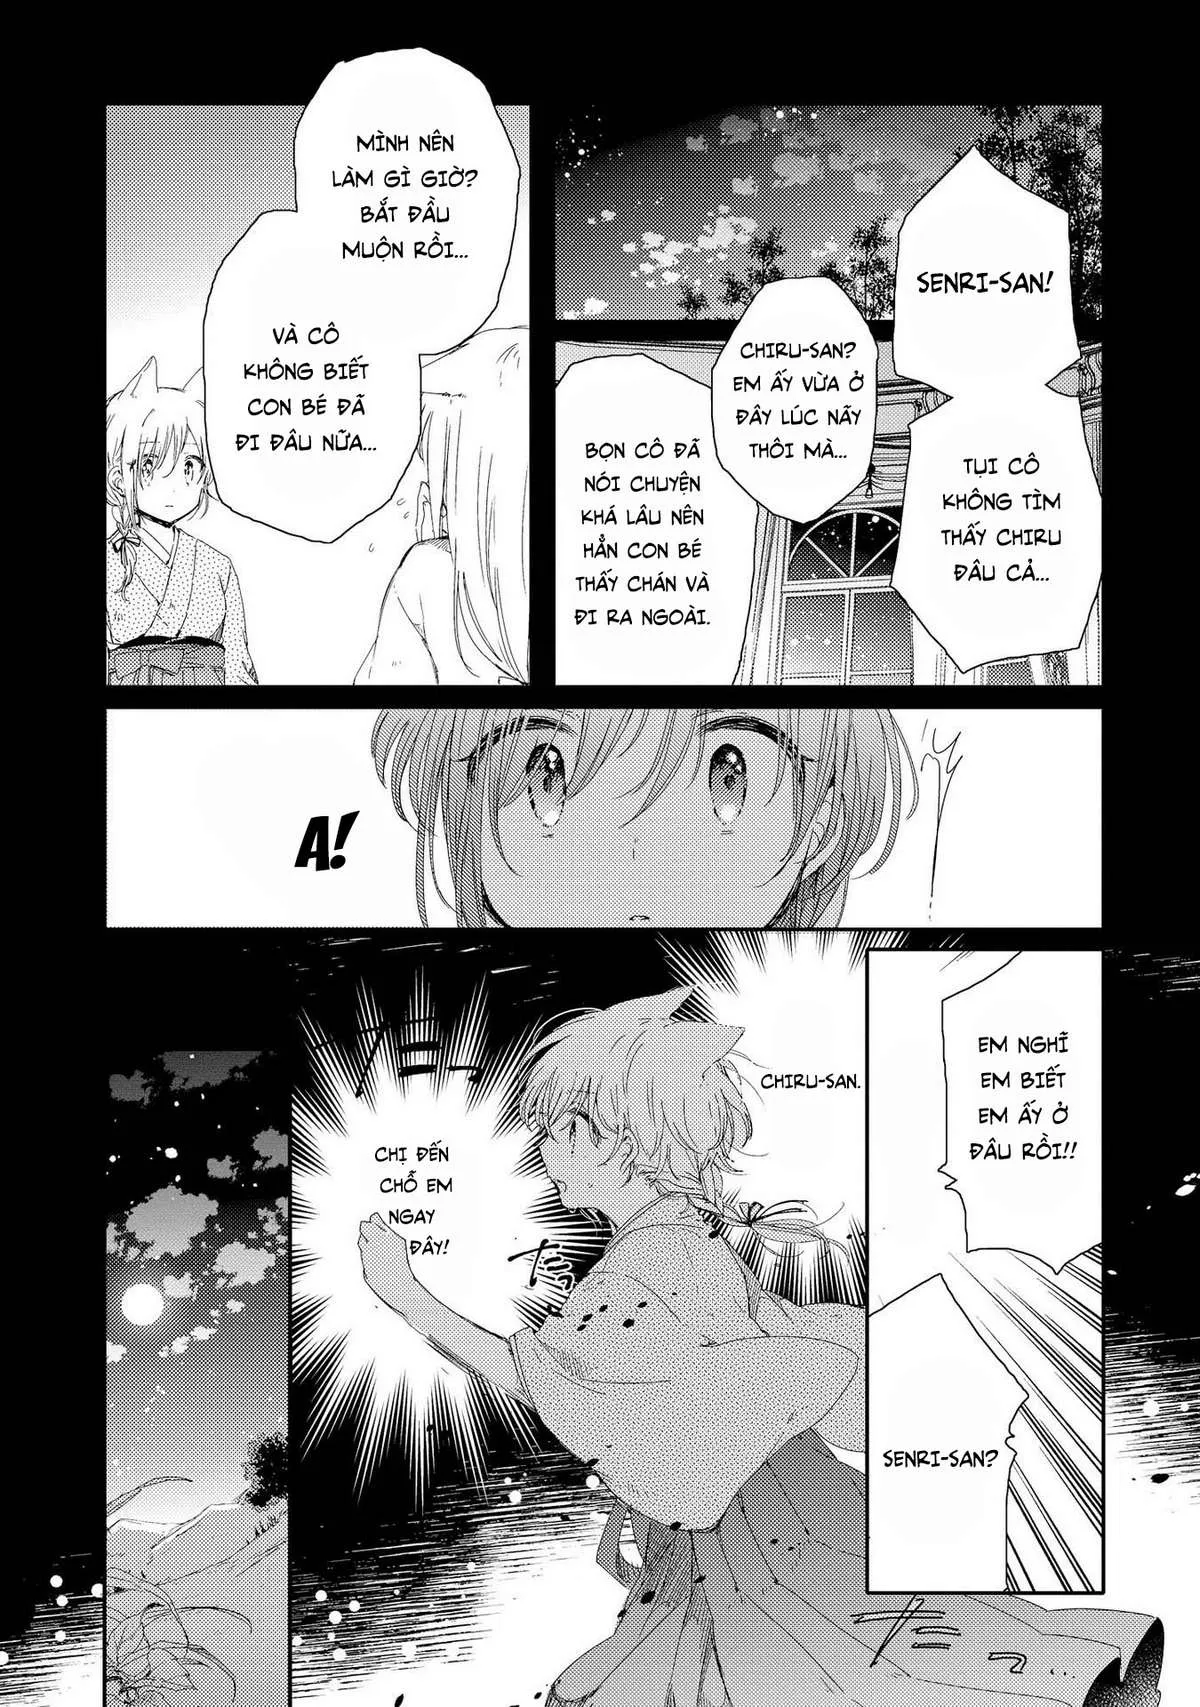 SENRI-SAN!
TỤI CÔ
KHÔNG TÌM
THẤY CHIRU
ĐÂU CẢ...
CHIRU-SAN?
EM ẤY VỪA Ở
ĐÂY LÚC NÃY
THÔI MÀ...
BỌN CÔ ĐÃ
NÓI CHUYỆN
KHÁ LÂU NÊN
HẲN CON BÉ
THẤY CHÁN VÀ
ĐI RA NGOÀI.
MÌNH NÊN
LÀM GÌ GIỜ?
BẮT ĐẦU
MUỘN RỒI...
VÀ CÔ
KHÔNG BIẾT
CON BÉ ĐÃ
ĐI ĐÂU NỮA...
A!
EM NGHĨ
EM BIẾT
EM ẤY Ở
ĐÂU RỒI!!
SENRI-SAN?
CHIRU-SAN.
CHỊ ĐẾN
CHỖ EM
NGAY
ĐÂY!